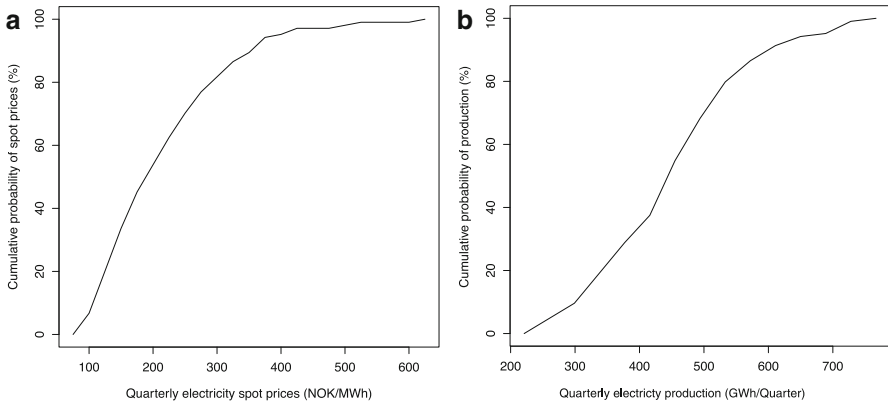 a
Cumulative probability of spot prices (%)
0 20 40 60 80 100
100 200 300 400 500 600
Quarterly electricity spot prices (NOK/MWh)
b
Cumulative probability of production (%)
0 20 40 60 80 100
200 300 400 500 600 700
Quarterly electricty production (GWh/Quarter)